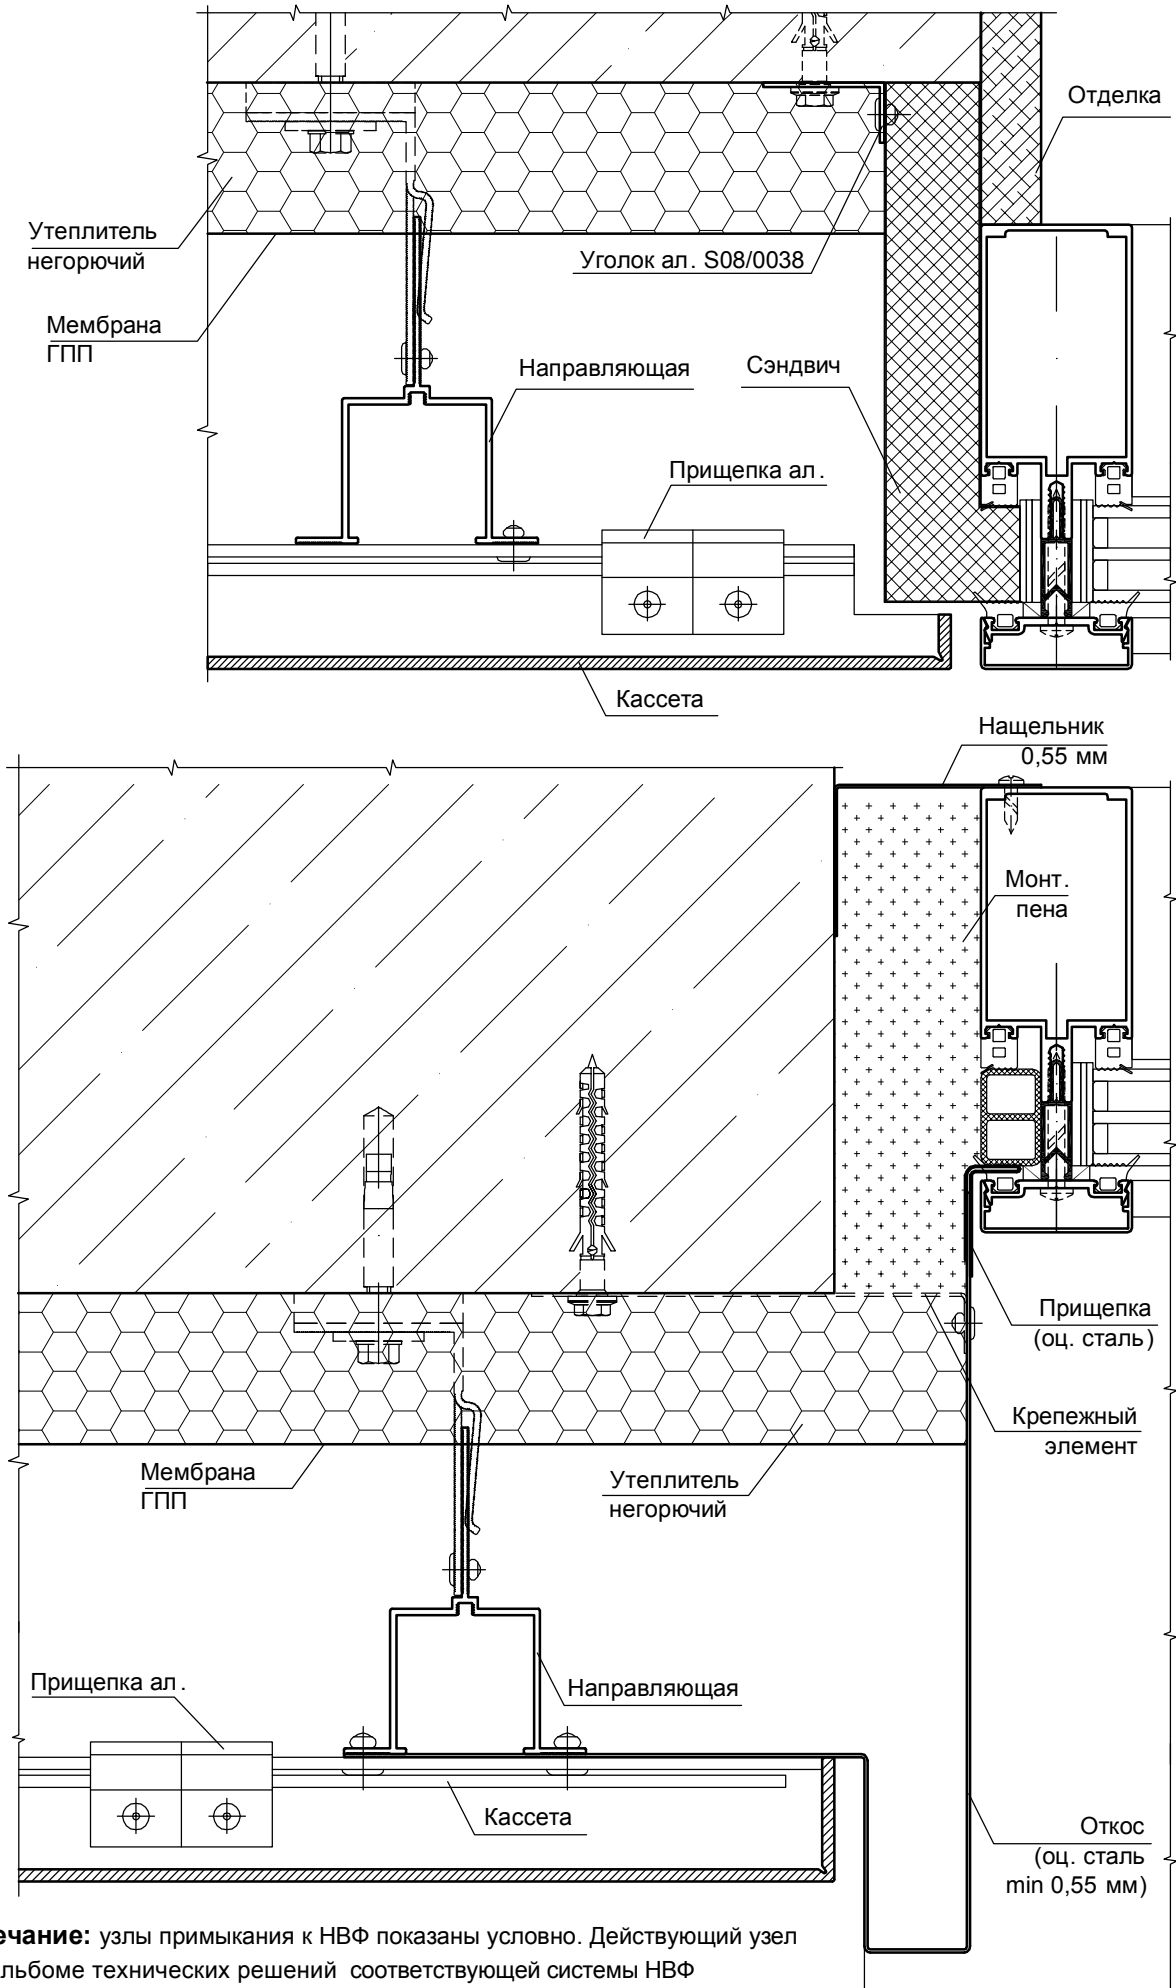 Отделка
Утеплитель
негорючий
Уголок ал. S08/0038
Мембрана
ГПП
Направляющая
Сэндвич
Прищепка ал.
Кассета
Нащельник
0,55 мм
Монт.
пена
Прищепка
(оц. сталь)
Крепежный
элемент
Мембрана
ГПП
Утеплитель
негорючий
Прищепка ал.
Направляющая
Кассета
Откос
(оц. сталь
min 0,55 мм)
ечание: узлы примыкания к НВФ показаны условно. Действующий узел
льбоме технических решений соответствующей системы НВФ